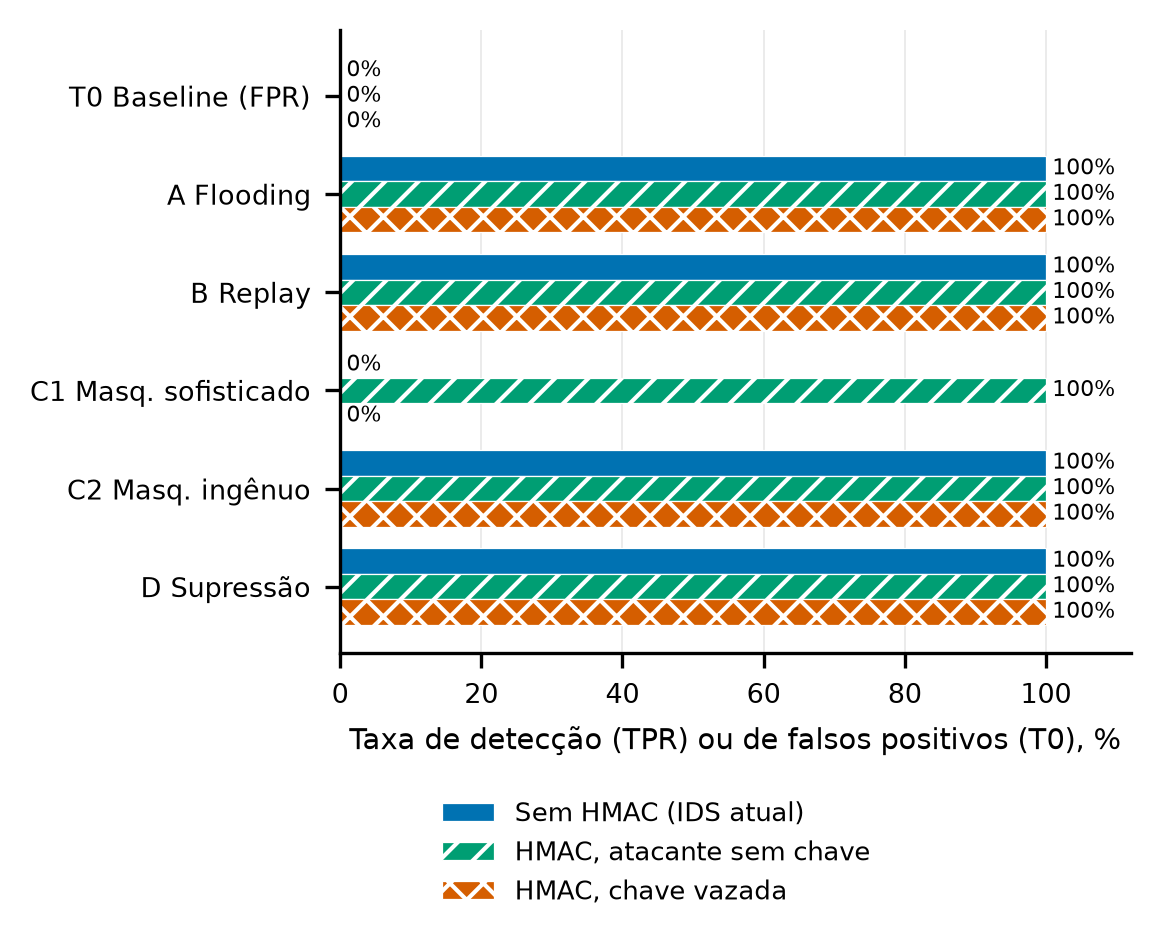 T0 Baseline (FPR)
0%
0%
0%
A Flooding
100%
100%
100%
B Replay
100%
100%
100%
C1 Masq. sofisticado
0%
100%
0%
C2 Masq. ingênuo
100%
100%
100%
D Supressão
100%
100%
100%
0 20 40 60 80 100
Taxa de detecção (TPR) ou de falsos positivos (T0), %
Sem HMAC (IDS atual)
HMAC, atacante sem chave
HMAC, chave vazada